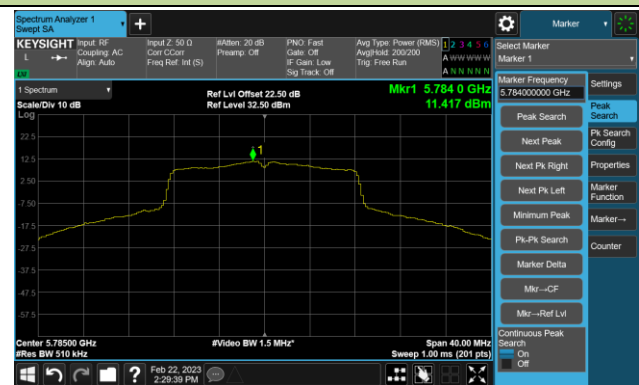 Spectrum Analyzer 1
Swept SA
+
Marker
KEYSIGHT
L
Input: RF
Coupling: AC
Align: Auto
Input Z: 50 Ω
Corr CCorr
Freq Ref: Int (S)
#Atten: 20 dB
Preamp: Off
PNO: Fast
Gate: Off
IF Gain: Low
Sig Track: Off
Avg Type: Power (RMS)
Avg|Hold: 200/200
Trig: Free Run
1 2 3 4 5 6
A W W W W W
A N N N N N
Select Marker
Marker 1
1 Spectrum
Scale/Div 10 dB
Log
Ref Lvl Offset 22.50 dB
Ref Level 32.50 dBm
Mkr1 5.784 0 GHz
11.417 dBm
1
22.5
12.5
2.50
-7.50
-17.5
-27.5
-37.5
-47.5
-57.5
Center 5.78500 GHz
#Res BW 510 kHz
#Video BW 1.5 MHz*
Span 40.00 MHz
Sweep 1.00 ms (201 pts)
Marker Frequency
5.784000000 GHz
Peak Search
Next Peak
Next Pk Right
Next Pk Left
Minimum Peak
Pk-Pk Search
Marker Delta
Mkr→CF
Mkr→Ref Lvl
Continuous Peak
Search
On
Off
Settings
Peak
Search
Pk Search
Config
Properties
Marker
Function
Marker→
Counter
?
Feb 22, 2023
2:29:39 PM